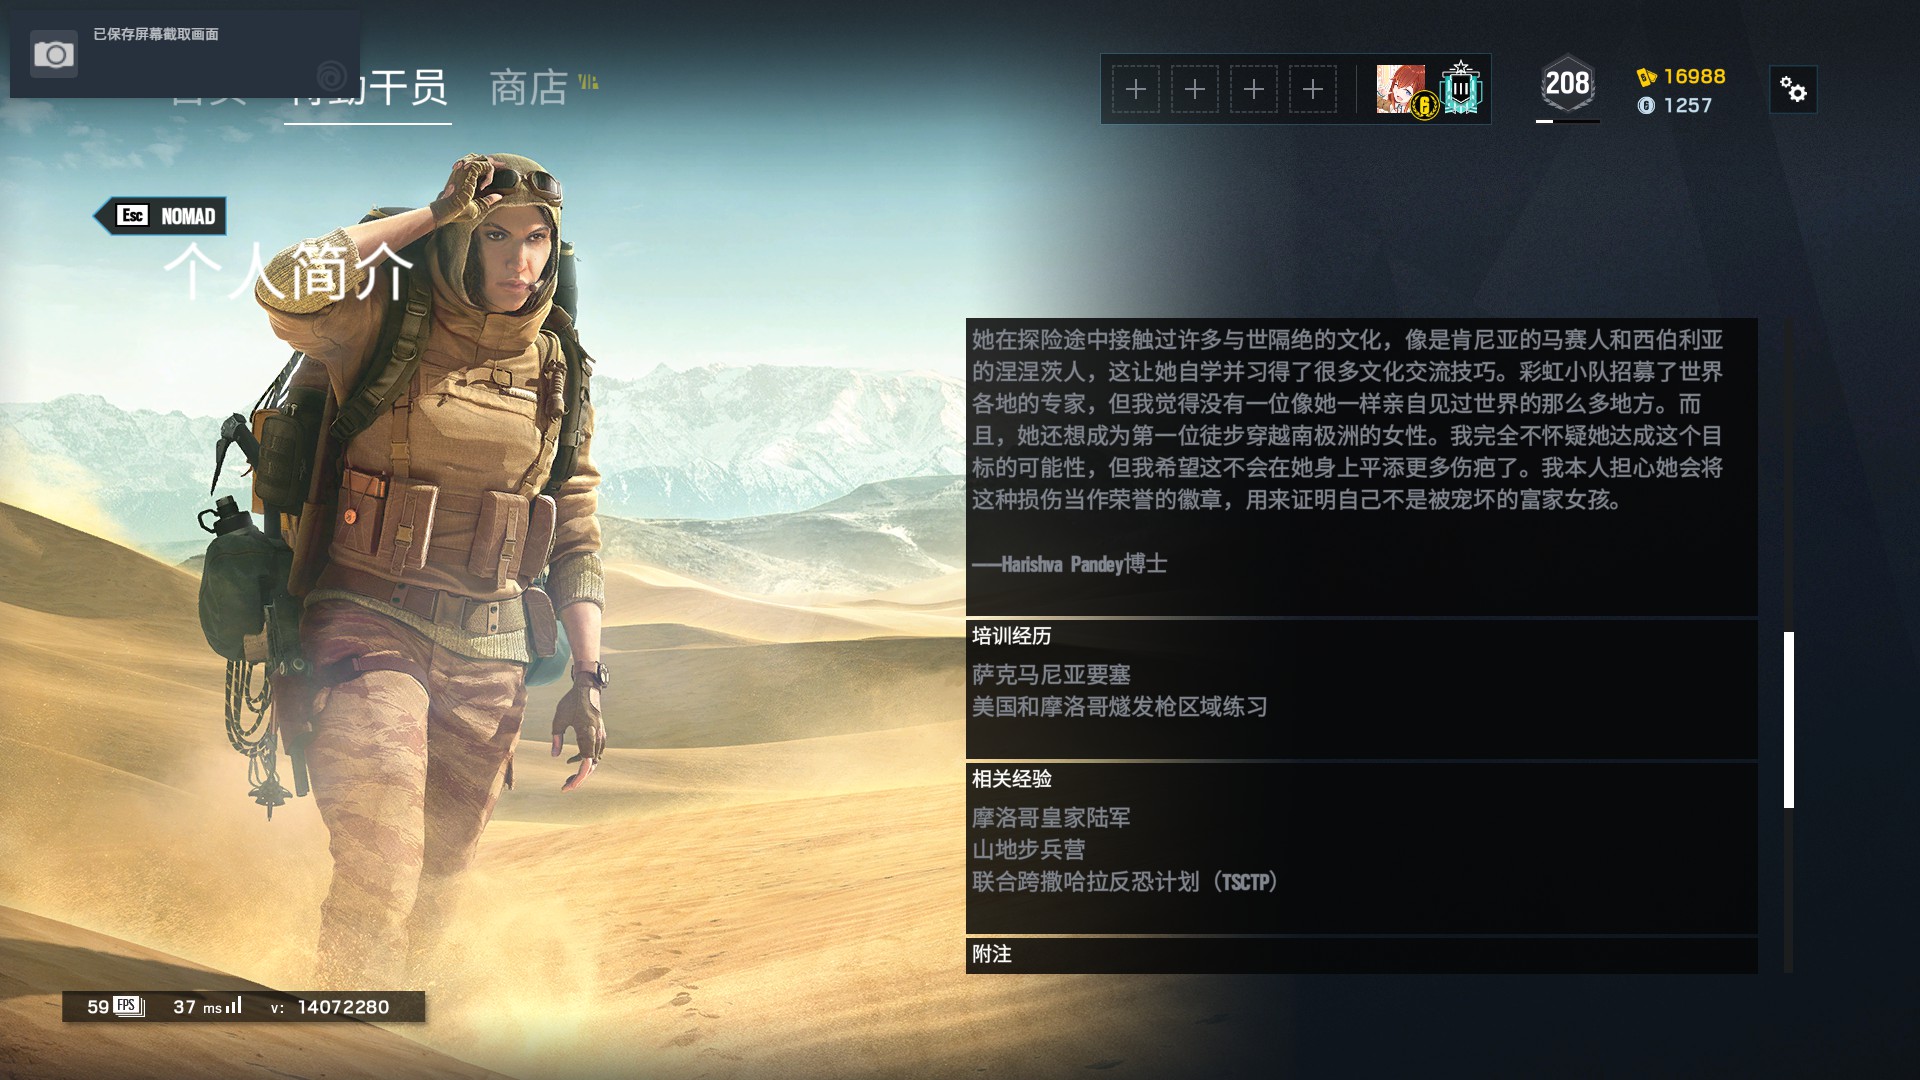 已保存屏幕截取画面
特勤干员
商店
208
16988
1257
Esc NOMAD
个人简介
她在探险途中接触过许多与世隔绝的文化，像是肯尼亚的马赛人和西伯利亚
的涅涅茨人，这让她自学并习得了很多文化交流技巧。彩虹小队招募了世界
各地的专家，但我觉得没有一位像她一样亲自见过世界的那么多地方。而
且，她还想成为第一位徒步穿越南极洲的女性。我完全不怀疑她达成这个目
标的可能性，但我希望这不会在她身上平添更多伤疤了。我本人担心她会将
这种损伤当作荣誉的徽章，用来证明自己不是被宠坏的富家女孩。
——Harishva Pandey博士
培训经历
萨克马尼亚要塞
美国和摩洛哥燧发枪区域练习
相关经验
摩洛哥皇家陆军
山地步兵营
联合跨撒哈拉反恐计划（TSCTP）
附注
59 FPS 37 ms v: 14072280